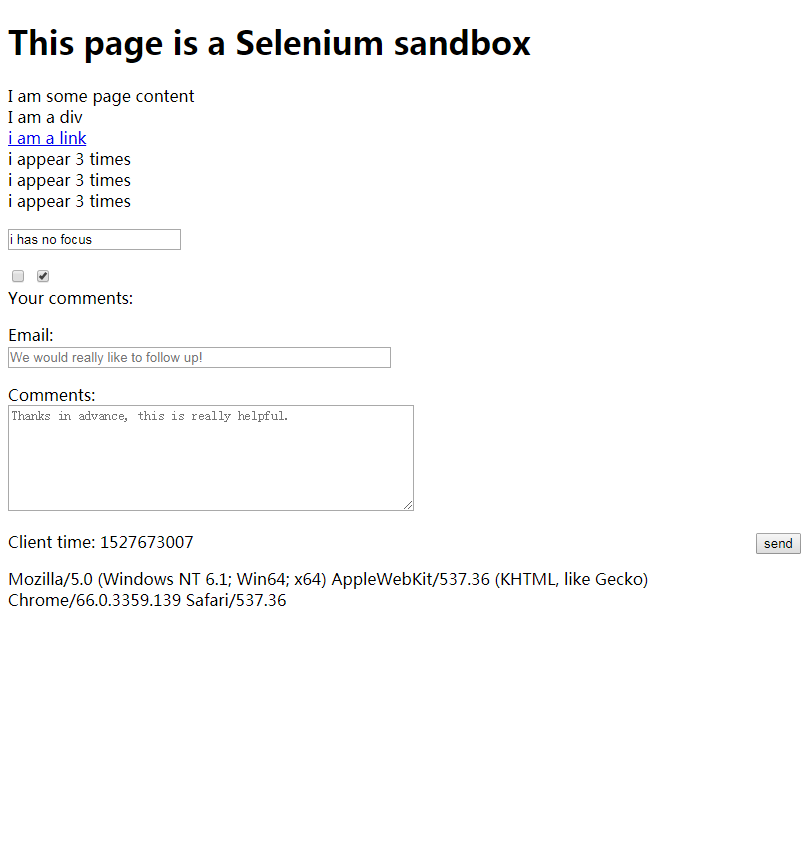 This page is a Selenium sandbox
I am some page content
I am a div
i am a link
i appear 3 times
i appear 3 times
i appear 3 times
i has no focus
Your comments:
Email:
We would really like to follow up!
Comments:
Thanks in advance, this is really helpful.
Client time: 1527673007
send
Mozilla/5.0 (Windows NT 6.1; Win64; x64) AppleWebKit/537.36 (KHTML, like Gecko)
Chrome/66.0.3359.139 Safari/537.36